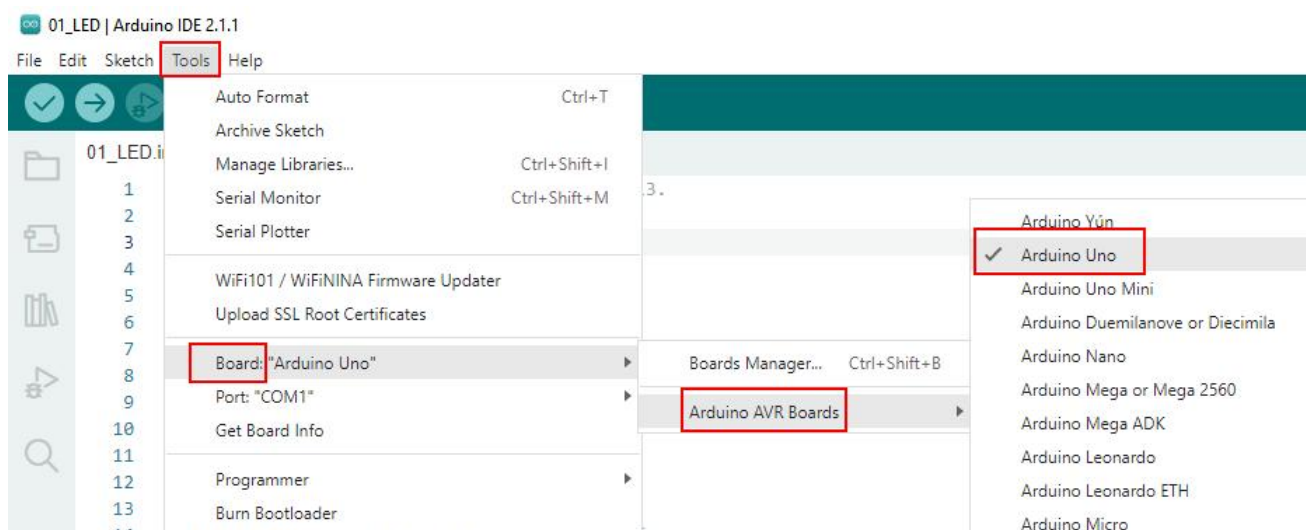 01_LED | Arduino IDE 2.1.1
File Edit Sketch Tools Help
Auto Format Ctrl+T
Archive Sketch
01_LED.i
Manage Libraries... Ctrl+Shift+I
1
3.
Serial Monitor Ctrl+Shift+M
2
Serial Plotter
3
4
WiFi101 / WiFiNINA Firmware Updater
5
Upload SSL Root Certificates
6
7
Board: "Arduino Uno"
8
Port: "COM1"
9
Get Board Info
10
11
Programmer
12
Burn Bootloader
13
Boards Manager... Ctrl+Shift+B
Arduino AVR Boards
Arduino Yún
Arduino Uno
Arduino Uno Mini
Arduino Duemilanove or Diecimila
Arduino Nano
Arduino Mega or Mega 2560
Arduino Mega ADK
Arduino Leonardo
Arduino Leonardo ETH
Arduino Micro